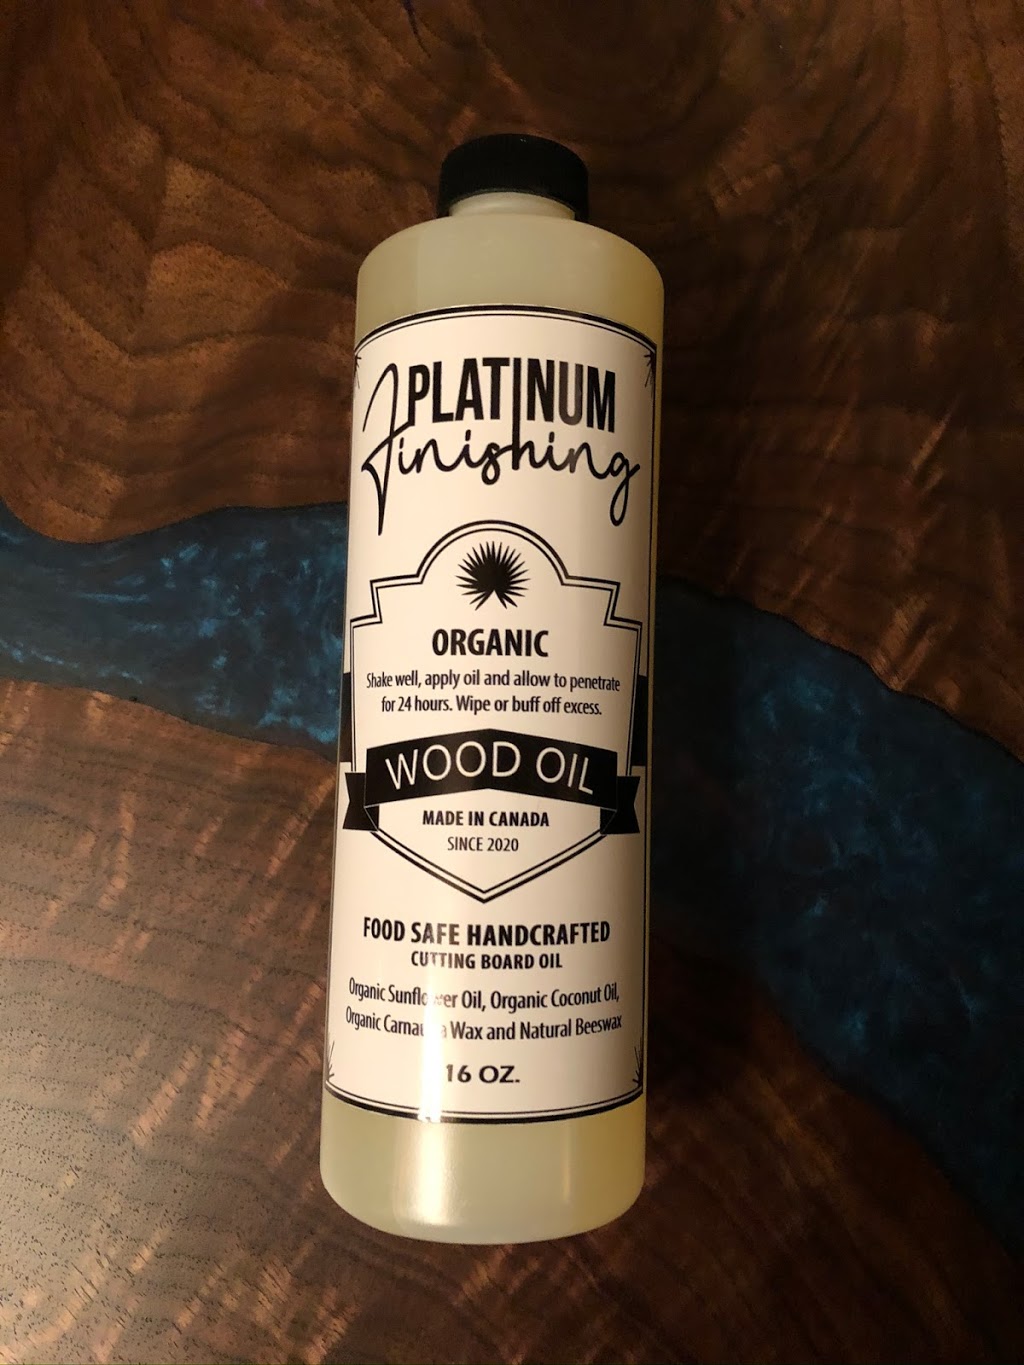 PLATINUM
Finishing
ORGANIC
Shake well, apply oil and allow to penetrate
for 24 hours. Wipe or buff off excess.
WOOD OIL
MADE IN CANADA
SINCE 2020
FOOD SAFE HANDCRAFTED
CUTTING BOARD OIL
Organic Sunflower Oil, Organic Coconut Oil,
Organic Carnauba Wax and Natural Beeswax
16 OZ.